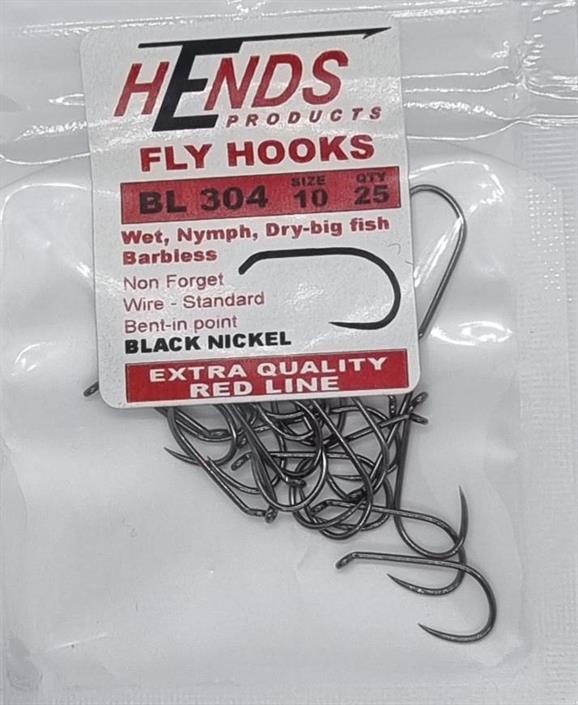 HENDS
PRODUCTS
FLY HOOKS
BL 304 SIZE 10 QTY 25
Wet, Nymph, Dry-big fish
Barbless
Non Forget
Wire - Standard
Bent-in point
BLACK NICKEL
EXTRA QUALITY
RED LINE